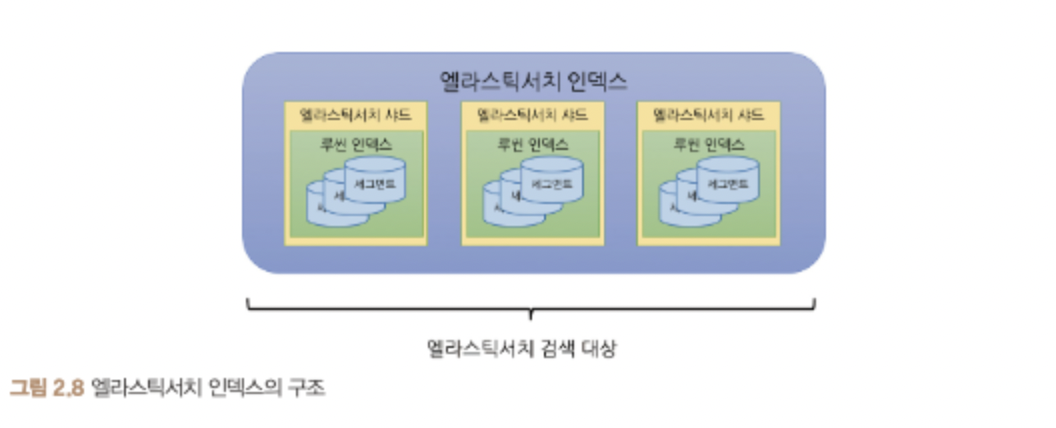 엘라스틱서치 인덱스
엘라스틱서치 샤드 엘라스틱서치 샤드 엘라스틱서치 샤드
루씬 인덱스 루씬 인덱스 루씬 인덱스
세그먼트 세그먼트 세그먼트
엘라스틱서치 검색 대상
그림 2.8 엘라스틱서치 인덱스의 구조